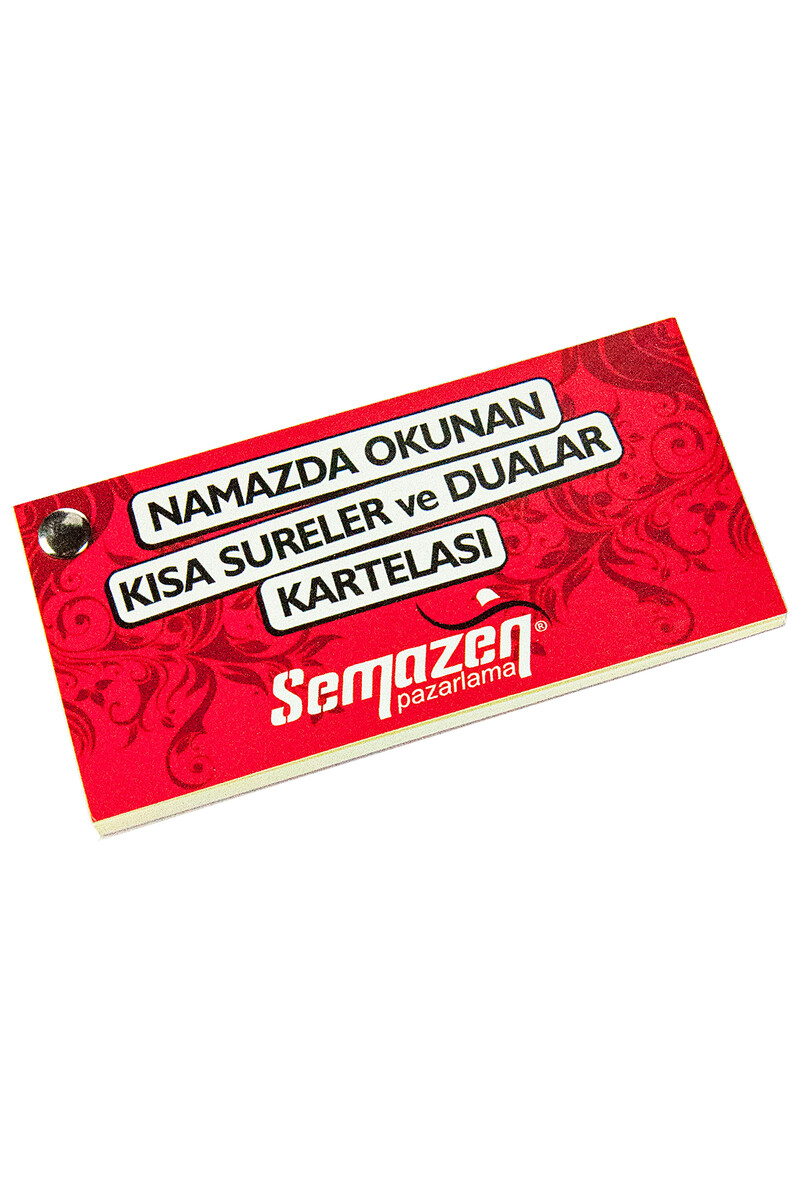 NAMAZDA OKUNAN
KISA SURELER ve DUALAR
KARTELASI
Semazen®
pazarlama